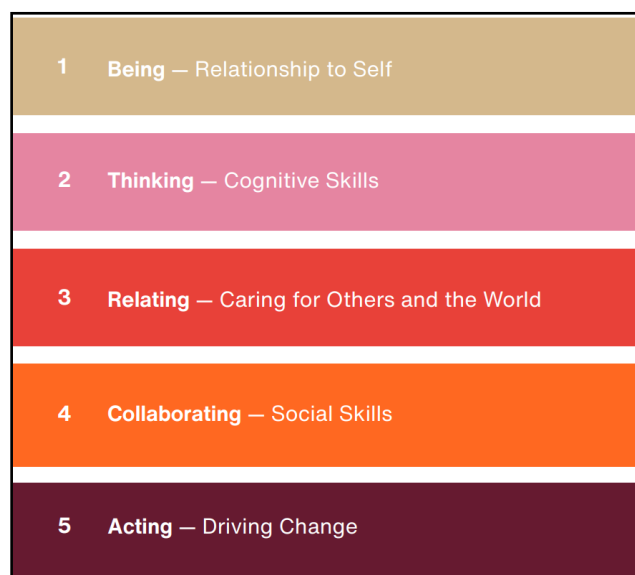 1 Being — Relationship to Self
2 Thinking — Cognitive Skills
3 Relating — Caring for Others and the World
4 Collaborating — Social Skills
5 Acting — Driving Change